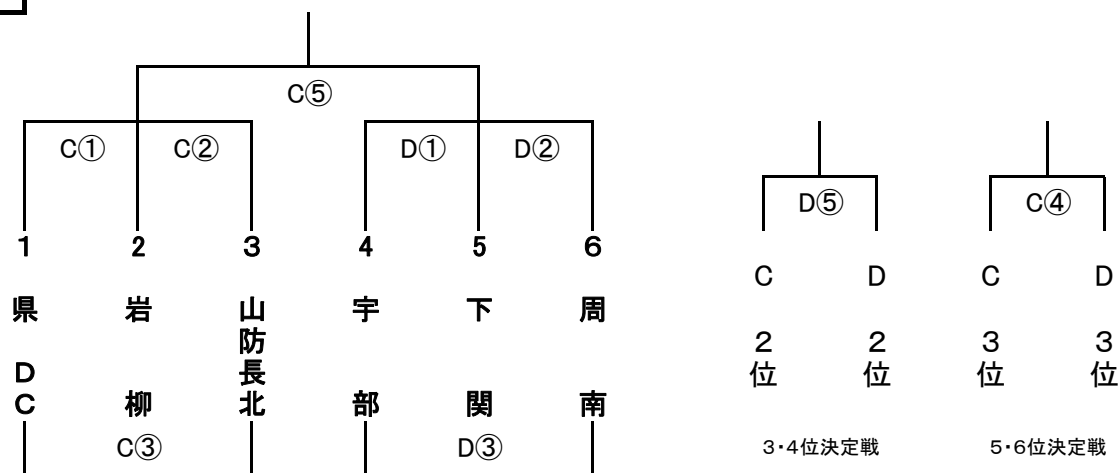 C⑤
C① C② D① D②
D⑤ C④
1 2 3 4 5 6
C D C D
県DC 岩柳 山防長北 宇部 下関 周南
2位 2位 3位 3位
C③ D③
3・4位決定戦 5・6位決定戦